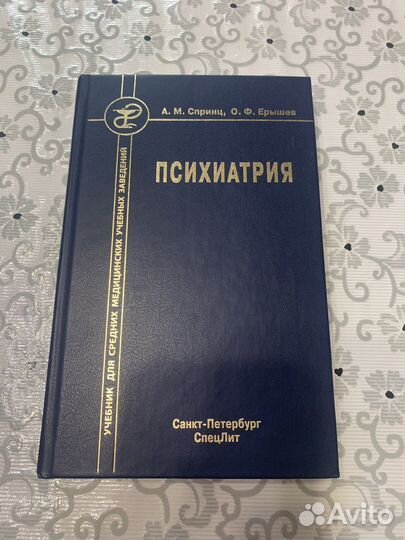 А. М. Спринц, О. Ф. Ерышев
ПСИХИАТРИЯ
УЧЕБНИК ДЛЯ СРЕДНИХ МЕДИЦИНСКИХ УЧЕБНЫХ ЗАВЕДЕНИЙ
Санкт-Петербург
СпецЛит
Avito